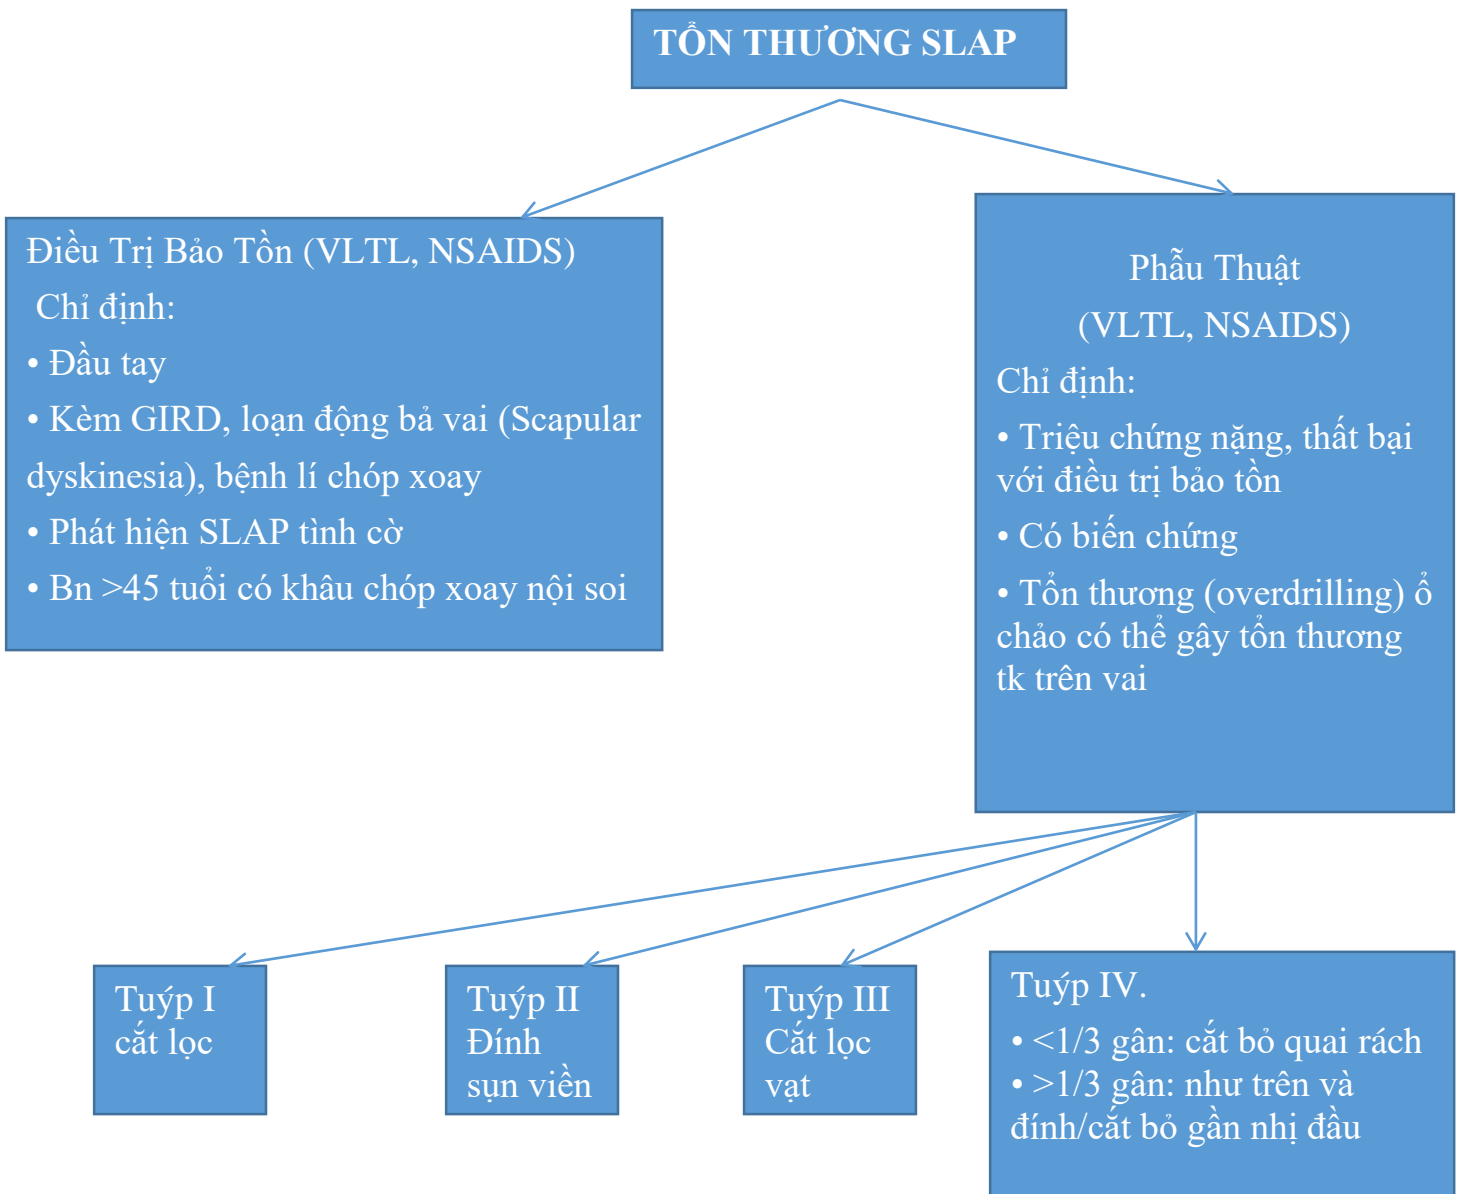 TỔN THƯƠNG SLAP
Điều Trị Bảo Tồn (VLTL, NSAIDS)
Chỉ định:
• Đầu tay
• Kèm GIRD, loạn động bả vai (Scapular
dyskinesia), bệnh lí chóp xoay
• Phát hiện SLAP tình cờ
• Bn >45 tuổi có khâu chóp xoay nội soi
Phẫu Thuật
(VLTL, NSAIDS)
Chỉ định:
• Triệu chứng nặng, thất bại
với điều trị bảo tồn
• Có biến chứng
• Tổn thương (overdrilling) ổ
chảo có thể gây tổn thương
tk trên vai
Tuýp I
cắt lọc
Tuýp II
Đính
sụn viền
Tuýp III
Cắt lọc
vạt
Tuýp IV.
• <1/3 gân: cắt bỏ quai rách
• >1/3 gân: như trên và
đính/cắt bỏ gần nhị đầu